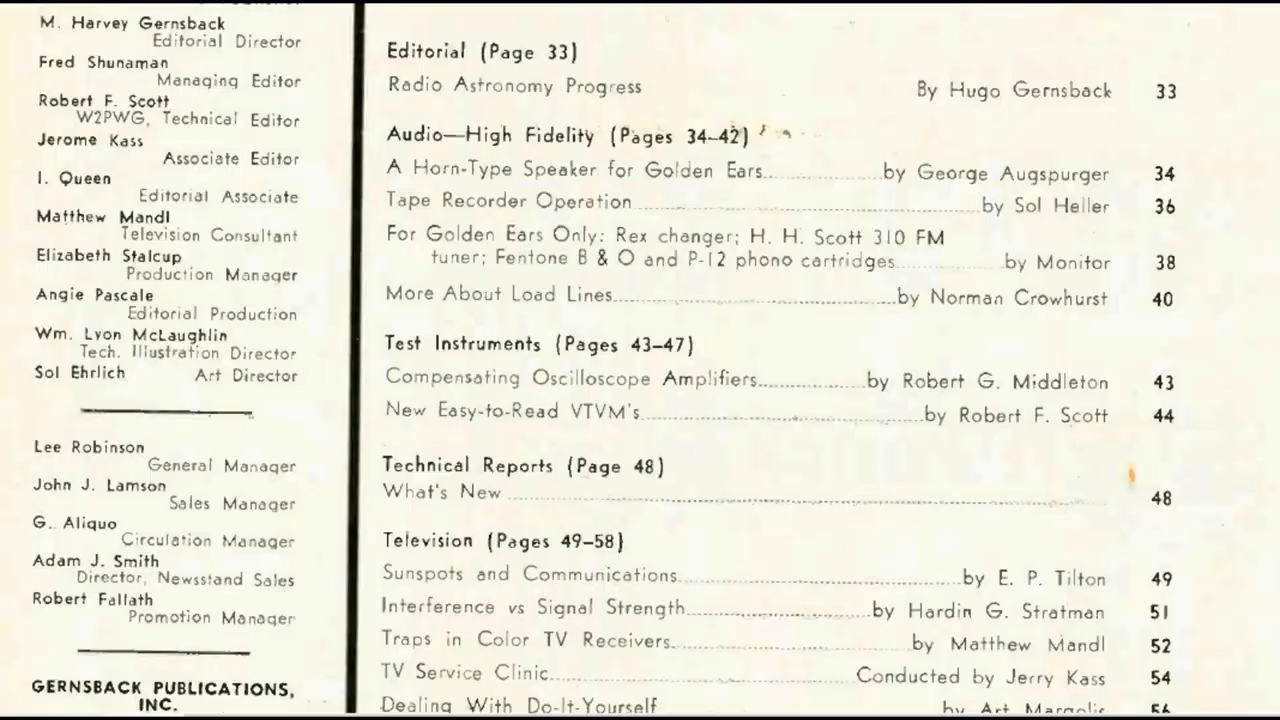 M. Harvey Gernsback
Editorial Director
Fred Shunaman
Managing Editor
Robert F. Scott
W2PWG, Technical Editor
Jerome Kass
Associate Editor
I. Queen
Editorial Associate
Matthew Mandl
Television Consultant
Elizabeth Stalcup
Production Manager
Angie Pascale
Editorial Production
Wm. Lyon McLaughlin
Tech. Illustration Director
Sol Ehrlich Art Director
Lee Robinson
General Manager
John J. Lamson
Sales Manager
G. Aliquo
Circulation Manager
Adam J. Smith
Director, Newsstand Sales
Robert Fallath
Promotion Manager
GERNSBACK PUBLICATIONS,
INC.
Editorial (Page 33)
Radio Astronomy Progress By Hugo Gernsback 33
Audio—High Fidelity (Pages 34–42)
A Horn-Type Speaker for Golden Ears by George Augspurger 34
Tape Recorder Operation by Sol Heller 36
For Golden Ears Only: Rex changer; H. H. Scott 310 FM
tuner; Fentone B & O and P-12 phono cartridges by Monitor 38
More About Load Lines by Norman Crowhurst 40
Test Instruments (Pages 43–47)
Compensating Oscilloscope Amplifiers by Robert G. Middleton 43
New Easy-to-Read VTVM's by Robert F. Scott 44
Technical Reports (Page 48)
What's New 48
Television (Pages 49–58)
Sunspots and Communications by E. P. Tilton 49
Interference vs Signal Strength by Hardin G. Stratman 51
Traps in Color TV Receivers by Matthew Mandl 52
TV Service Clinic Conducted by Jerry Kass 54
Dealing With Do-It-Yourself by Art Margolis 56